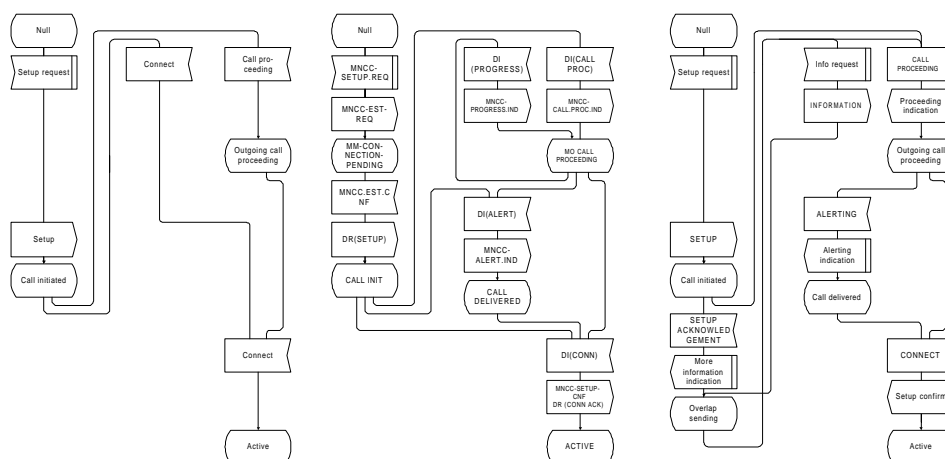 Null
Setup request
Setup
Call initiated
Connect
Call pro-
ceeding
Outgoing call
proceeding
Connect
Active
Null
MNCC-
SETUP.REQ
MNCC-EST-
REQ
MM-CON-
NECTION-
PENDING
MNCC.EST.C
NF
DR(SETUP)
CALL INIT
DI
(PROGRESS)
MNCC-
PROGRESS.IND
DI(CALL
PROC)
MNCC-
CALL.PROC.IND
MO CALL
PROCEEDING
DI(ALERT)
MNCC-
ALERT.IND
CALL
DELIVERED
DI(CONN)
MNCC-SETUP-
CNF
DR (CONN ACK)
ACTIVE
Null
Setup request
SETUP
Call initiated
SETUP
ACKNOWLED
GEMENT
More
information
indication
Overlap
sending
Info request
INFORMATION
CALL
PROCEEDING
Proceeding
indication
Outgoing call
proceeding
ALERTING
Alerting
indication
Call delivered
CONNECT
Setup confirm
Active